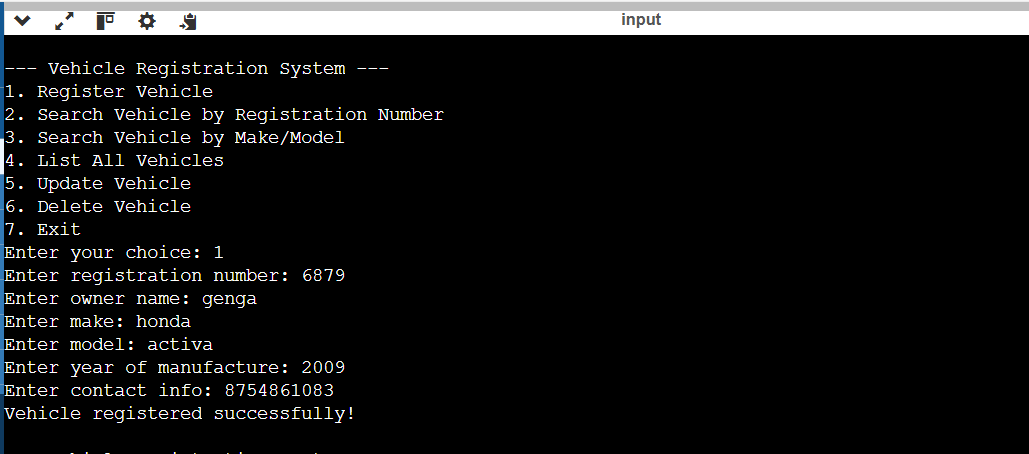 input
--- Vehicle Registration System ---
1. Register Vehicle
2. Search Vehicle by Registration Number
3. Search Vehicle by Make/Model
4. List All Vehicles
5. Update Vehicle
6. Delete Vehicle
7. Exit
Enter your choice: 1
Enter registration number: 6879
Enter owner name: genga
Enter make: honda
Enter model: activa
Enter year of manufacture: 2009
Enter contact info: 8754861083
Vehicle registered successfully!